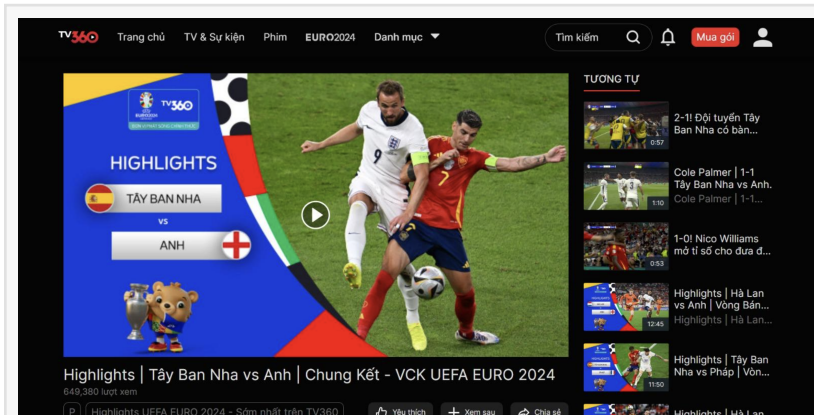 TV360
Trang chủ
TV & Sự kiện
Phim
EURO2024
Danh mục
Tìm kiếm
Mua gói
TV360
HIGHLIGHTS
TÂY BAN NHA
VS
ANH
9
7
Highlights | Tây Ban Nha vs Anh | Chung Kết - VCK UEFA EURO 2024
649,380 lượt xem
P
Highlights UEFA EURO 2024 - Sớm nhất trên TV360
Yêu thích
Xem sau
Chia sẻ
TƯƠNG TỰ
2-1! Đội tuyển Tây
Ban Nha có bàn...
0:57
Cole Palmer | 1-1
Tây Ban Nha vs Anh.
Cole Palmer | 1-1...
1:10
1-0! Nico Williams
mở tỉ số cho đưa đ...
0:53
Highlights | Hà Lan
vs Anh | Vòng Bán...
Highlights | Hà Lan...
12:45
Highlights | Tây Ban
Nha vs Pháp | Vòn...
11:50
Highlights | Hà Lan